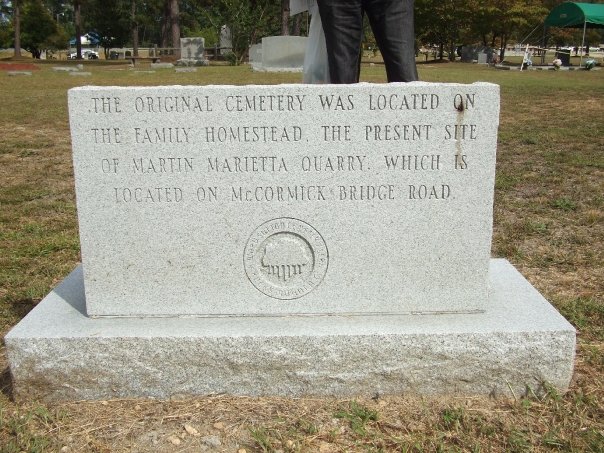 THE ORIGINAL CEMETERY WAS LOCATED ON
THE FAMILY HOMESTEAD, THE PRESENT SITE
OF MARTIN MARIETTA QUARRY, WHICH IS
LOCATED ON McCORMICK BRIDGE ROAD.